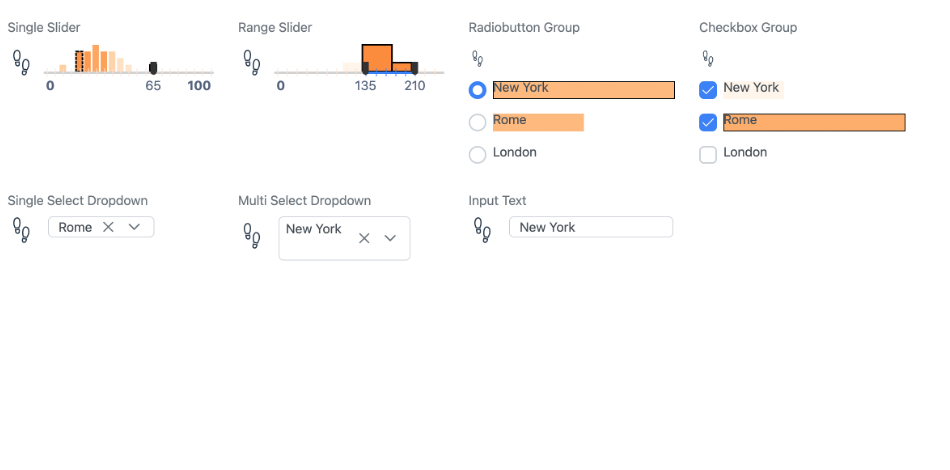 Single Slider
0
65
100
Range Slider
0
135
210
Radiobutton Group
New York
Rome
London
Checkbox Group
New York
Rome
London
Single Select Dropdown
Rome
Multi Select Dropdown
New York
Input Text
New York